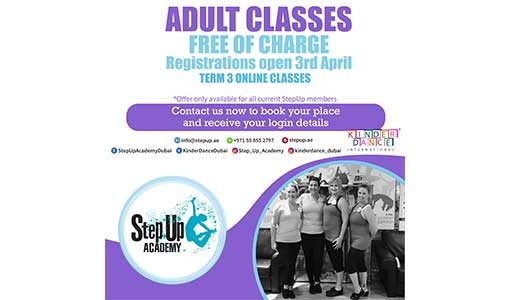 ADULT CLASSES
FREE OF CHARGE
Registrations open 3rd April
TERM 3 ONLINE CLASSES
*Offer only available for all current StepUp members
Contact us now to book your place
and receive your login details
info@stepup.ae +971 55 855 2797 stepup.ae
StepUpAcademyDubai KinderDanceDubai Step_Up_Academy kinderdance_dubai
KINDER
DANCE
INTERNATIONAL
Step Up
ACADEMY